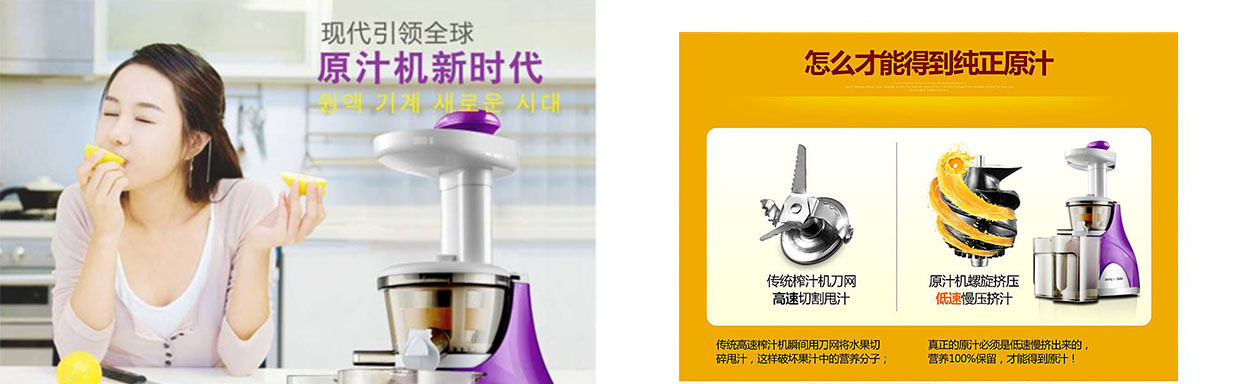 现代引领全球
原汁机新时代
원액 기계 새로운 시대
怎么才能得到纯正原汁
传统榨汁机刀网
高速切割甩汁
原汁机螺旋挤压
低速慢压挤汁
传统高速榨汁机瞬间用刀网将水果切
碎甩汁，这样破坏果汁中的营养分子；
真正的原汁必须是低速慢挤出来的，
营养100%保留，才能得到原汁！